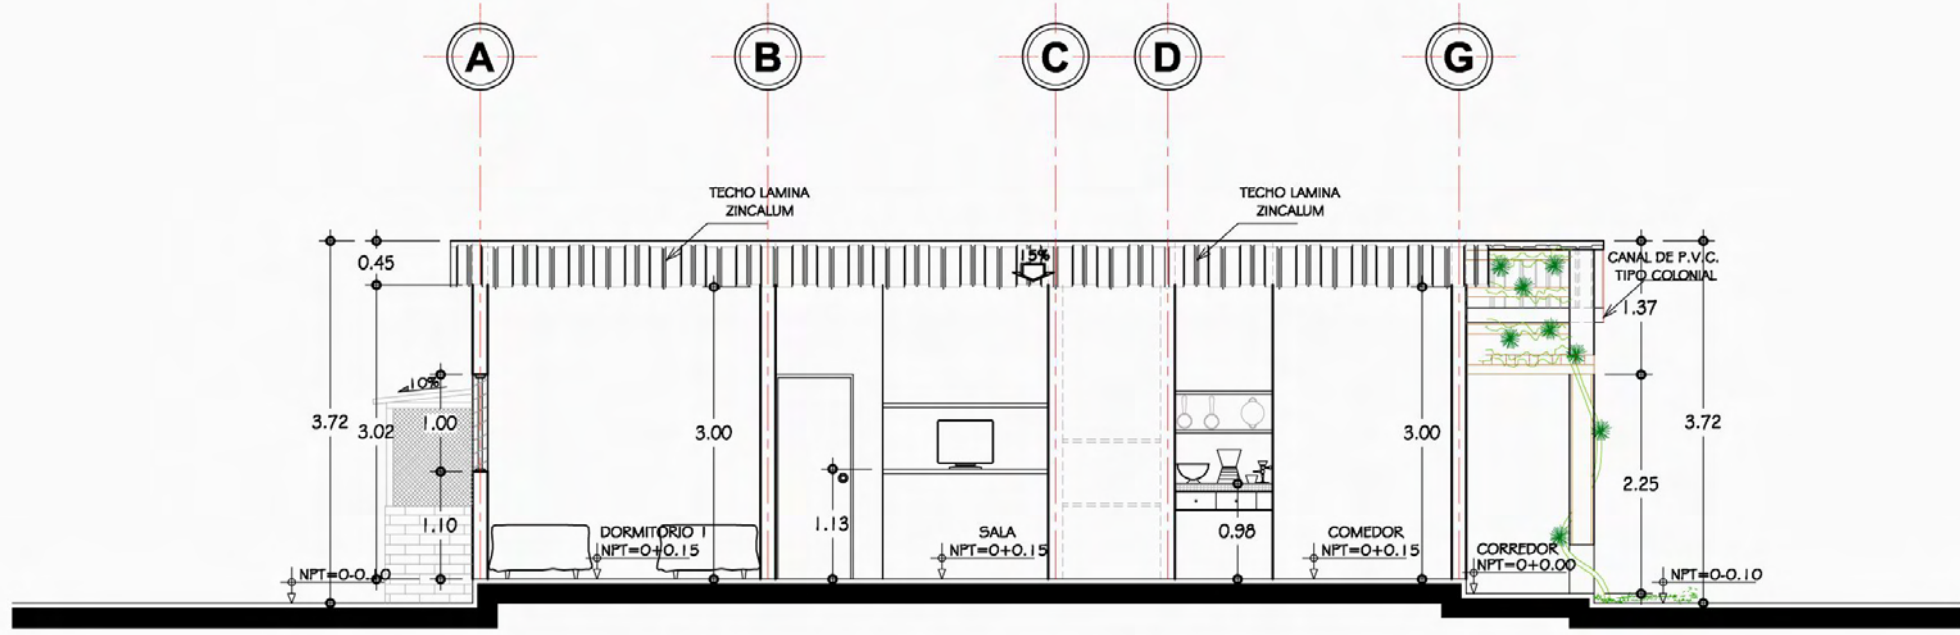 A
B
C
D
G
TECHO LAMINA
ZINCALUM
TECHO LAMINA
ZINCALUM
0.45
15%
CANAL DE P.V.C.
TIPO COLONIAL
1.37
10%
3.72
3.02
1.00
3.00
3.00
3.72
2.25
1.10
1.13
0.98
DORMITORIO 1
NPT=0+0.15
SALA
NPT=0+0.15
COMEDOR
NPT=0+0.15
CORREDOR
NPT=0+0.00
NPT=0-0.10
NPT=0-0.10